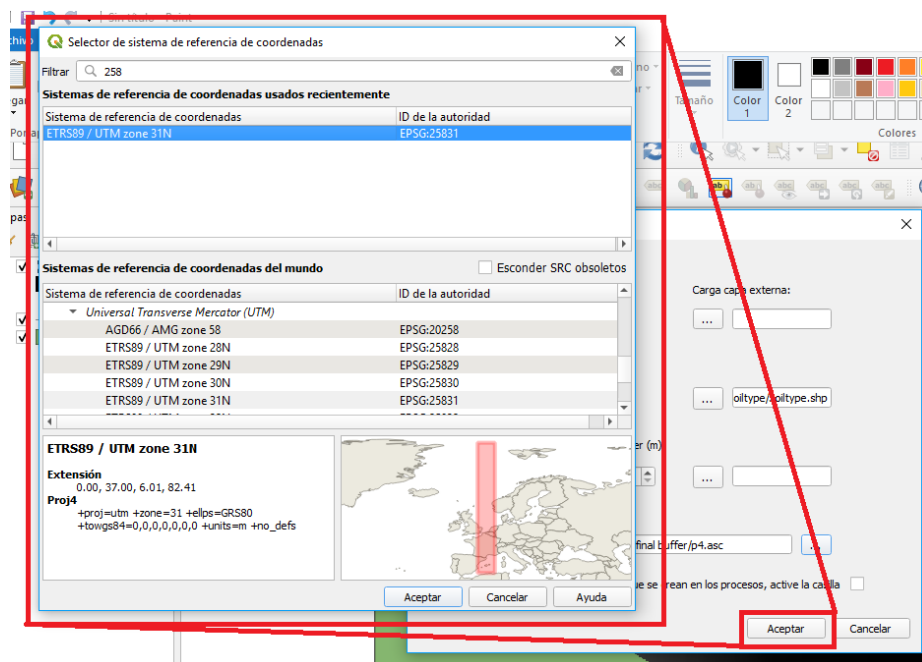 Sin título - Paint
Selector de sistema de referencia de coordenadas
Filtrar 258
Sistemas de referencia de coordenadas usados recientemente
Sistema de referencia de coordenadas ID de la autoridad
ETRS89 / UTM zone 31N EPSG:25831
Sistemas de referencia de coordenadas del mundo Esconder SRC obsoletos
Sistema de referencia de coordenadas ID de la autoridad
Universal Transverse Mercator (UTM)
AGD66 / AMG zone 58 EPSG:20258
ETRS89 / UTM zone 28N EPSG:25828
ETRS89 / UTM zone 29N EPSG:25829
ETRS89 / UTM zone 30N EPSG:25830
ETRS89 / UTM zone 31N EPSG:25831
ETRS89 / UTM zone 31N
Extensión
0.00, 37.00, 6.01, 82.41
Proj4
+proj=utm +zone=31 +ellps=GRS80
+towgs84=0,0,0,0,0,0,0 +units=m +no_defs
Aceptar Cancelar Ayuda
Tamaño
Color
1
Color
2
Colores
Carga capa externa:
...
... oiltype/soiltype.shp
er (m)
...
final buffer/p4.asc ...
ue se crean en los procesos, active la casilla
Aceptar Cancelar